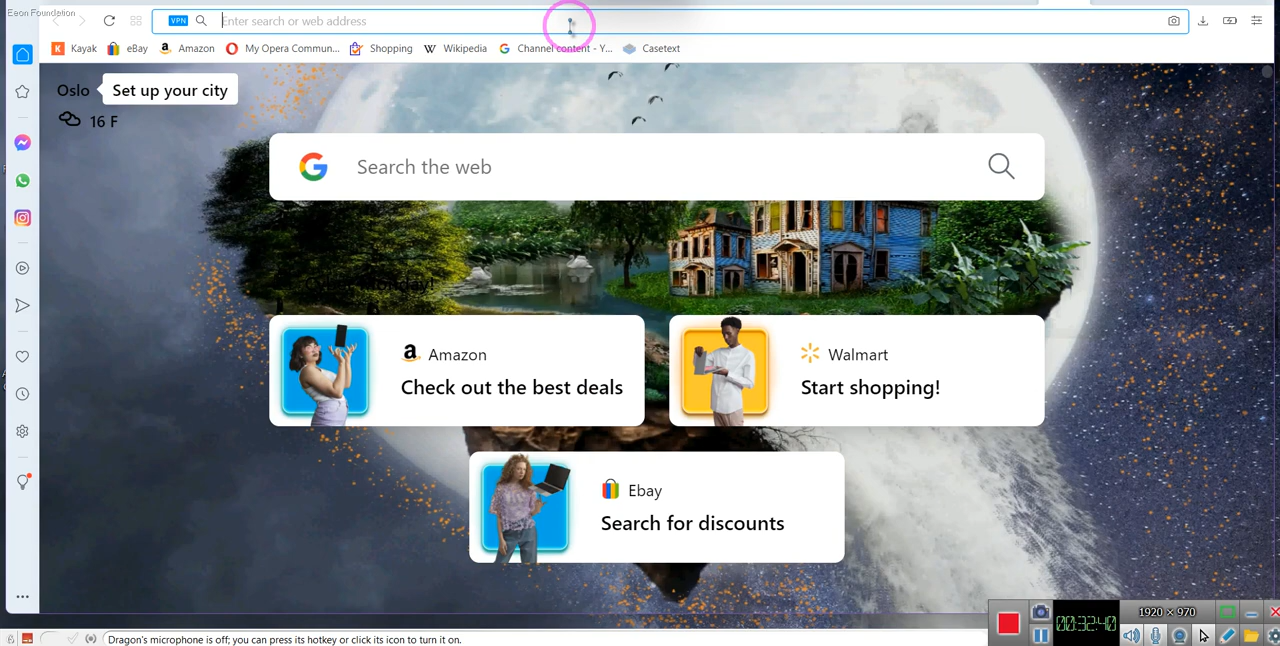 Eeon Foundation
VPN Enter search or web address
Kayak eBay Amazon My Opera Commun... Shopping Wikipedia Channel content - Y... Casetext
Oslo Set up your city
16 F
Search the web
Amazon
Check out the best deals
Walmart
Start shopping!
Ebay
Search for discounts
1920 × 970
00:32:40
Dragon's microphone is off; you can press its hotkey or click its icon to turn it on.